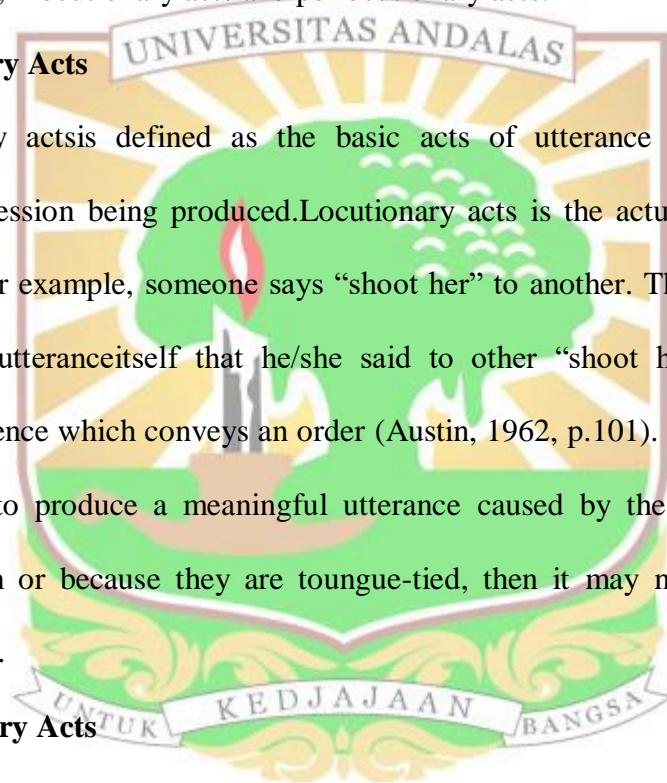 UNIVERSITAS ANDALAS
ry Acts
actsis defined as the basic acts of utterance
ession being produced.Locutionary acts is the actu
r example, someone says “shoot her” to another. Th
utteranceitself that he/she said to other “shoot h
ence which conveys an order (Austin, 1962, p.101).
to produce a meaningful utterance caused by the
or because they are toungue-tied, then it may n
UNTUK KEDJAJAAN BANGSA
ry Acts